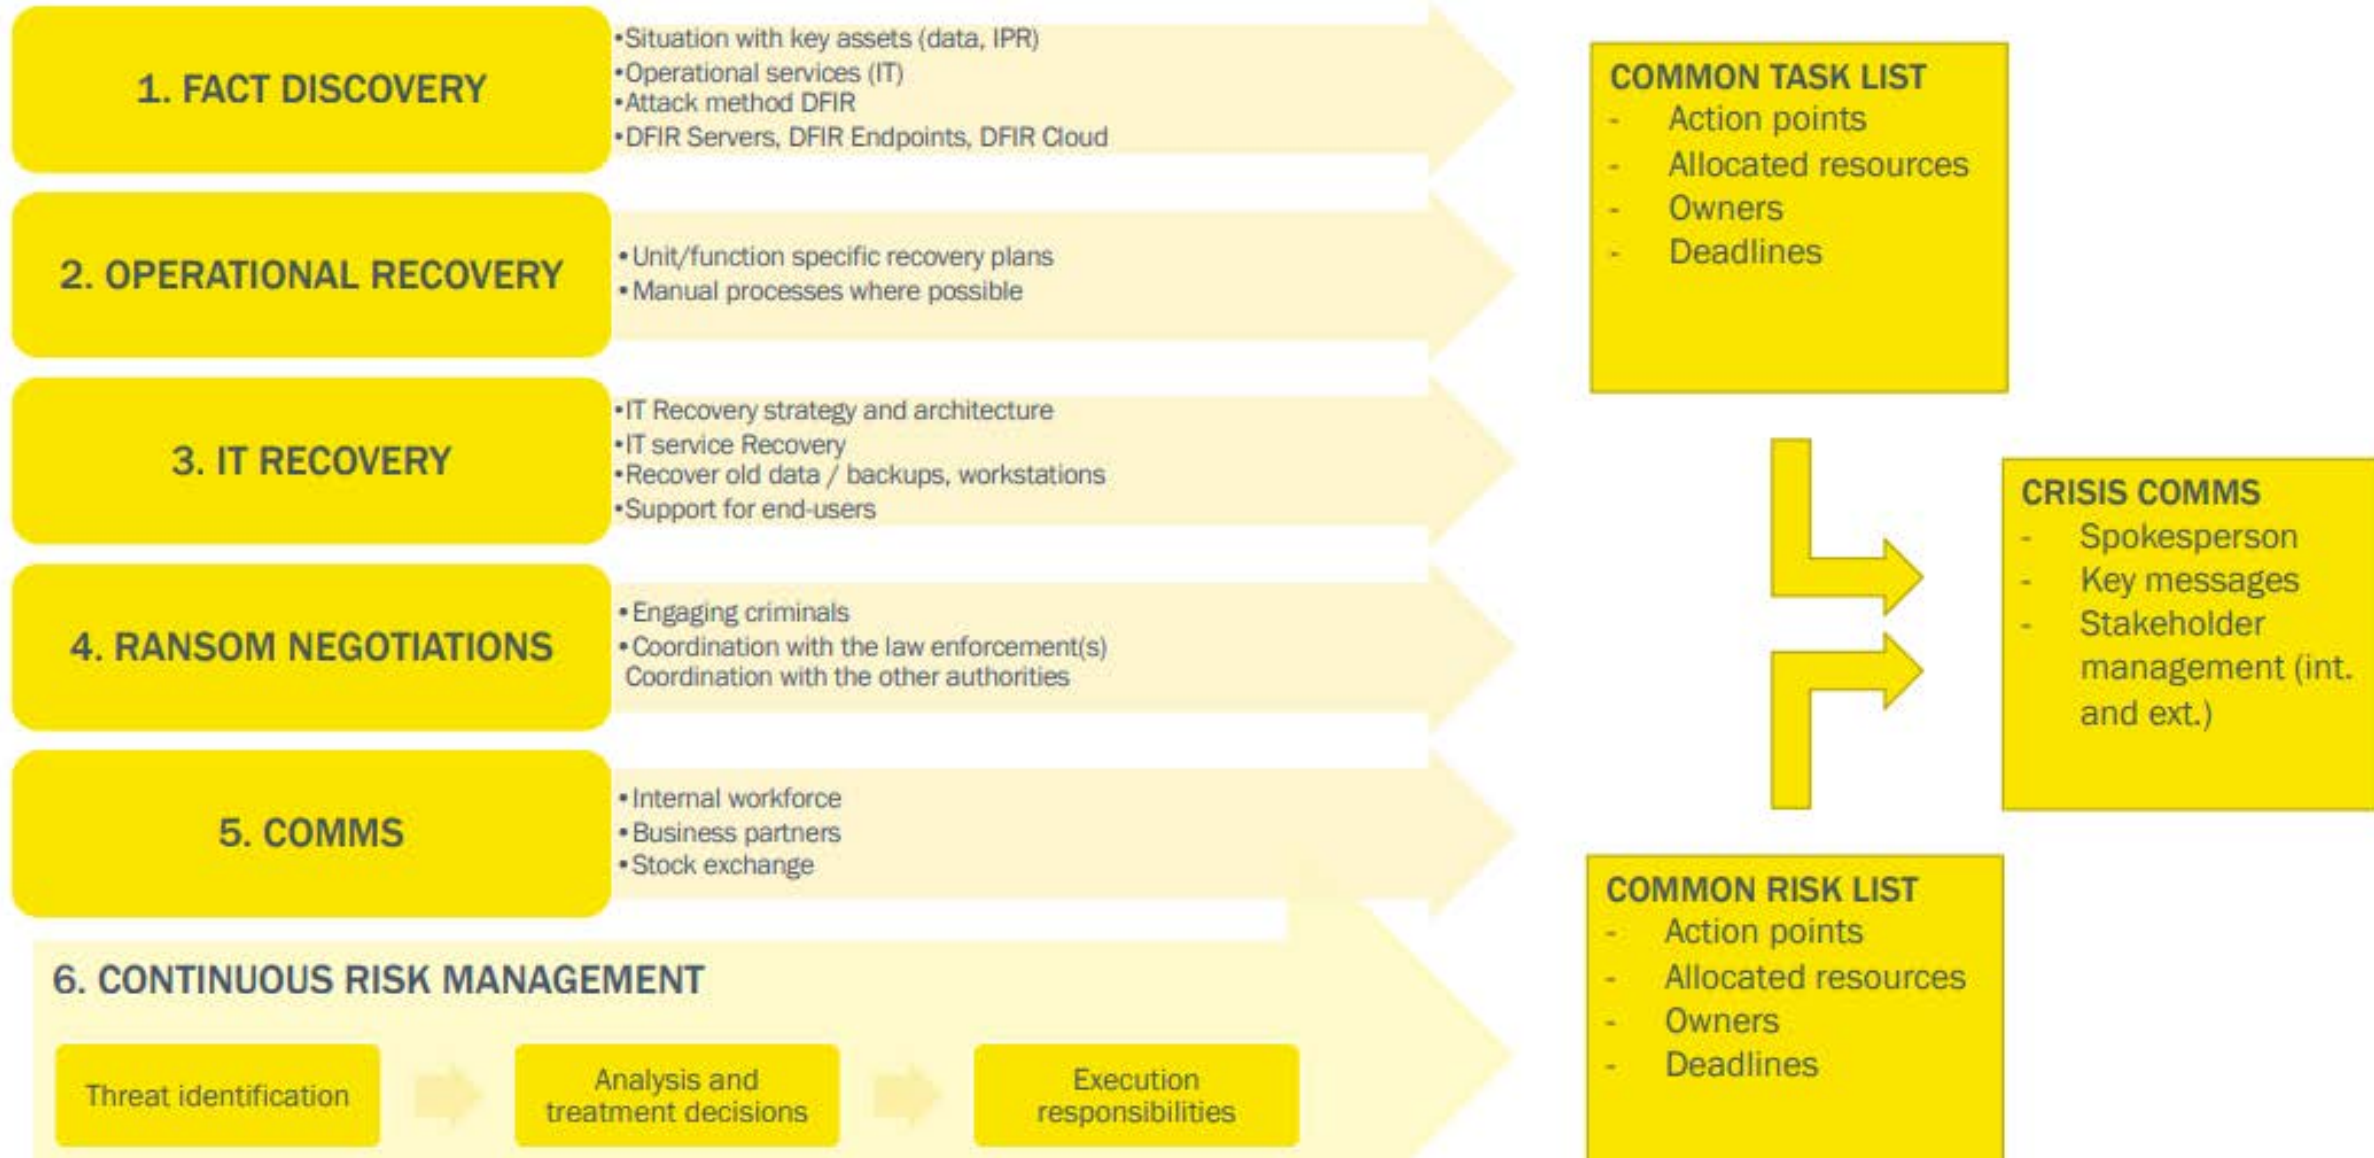 1. FACT DISCOVERY
•Situation with key assets (data, IPR)
•Operational services (IT)
•Attack method DFIR
•DFIR Servers, DFIR Endpoints, DFIR Cloud
2. OPERATIONAL RECOVERY
•Unit/function specific recovery plans
•Manual processes where possible
3. IT RECOVERY
•IT Recovery strategy and architecture
•IT service Recovery
•Recover old data / backups, workstations
•Support for end-users
4. RANSOM NEGOTIATIONS
•Engaging criminals
•Coordination with the law enforcement(s)
Coordination with the other authorities
5. COMMS
•Internal workforce
•Business partners
•Stock exchange
6. CONTINUOUS RISK MANAGEMENT
Threat identification
Analysis and
treatment decisions
Execution
responsibilities
COMMON TASK LIST
- Action points
- Allocated resources
- Owners
- Deadlines
CRISIS COMMS
- Spokesperson
- Key messages
- Stakeholder
management (int.
and ext.)
COMMON RISK LIST
- Action points
- Allocated resources
- Owners
- Deadlines